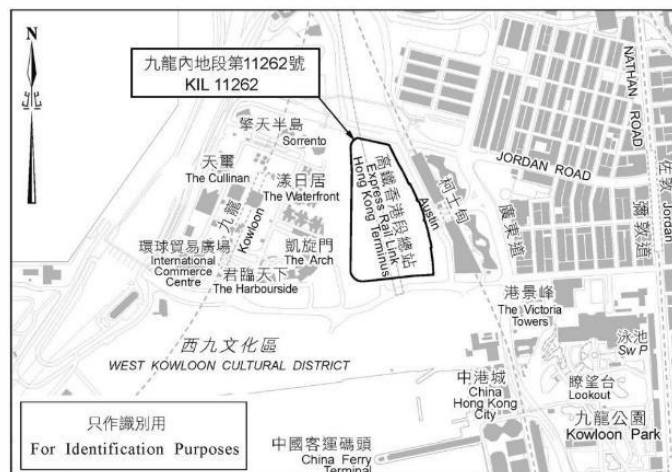 N
九龍內地段第11262號
KIL 11262
擎天半島
Sorrento
天璽
The Cullinan
漾日居
The Waterfront
九龍
Kowloon
環球貿易廣場
International
Commerce
Centre
凱旋門
The Arch
君臨天下
The Harbourside
高鐵香港段總站
Express Rail Link
Hong Kong Terminus
柯士甸
Austin
JORDAN ROAD
廣東道
NATHAN
ROAD
彌敦道
佐敦
Jordan
港景峰
The Victoria
Towers
泳池
Sw P
西九文化區
WEST KOWLOON CULTURAL DISTRICT
中港城
China
Hong Kong
City
瞭望台
Lookout
九龍公園
Kowloon Park
中國客運碼頭
China Ferry
Terminal
只作識別用
For Identification Purposes